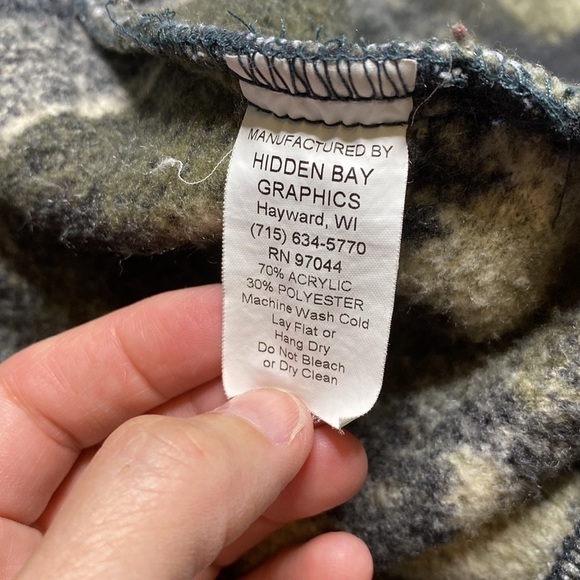 MANUFACTURED BY
HIDDEN BAY
GRAPHICS
Hayward, WI
(715) 634-5770
RN 97044
70% ACRYLIC
30% POLYESTER
Machine Wash Cold
Lay Flat or
Hang Dry
Do Not Bleach
or Dry Clean